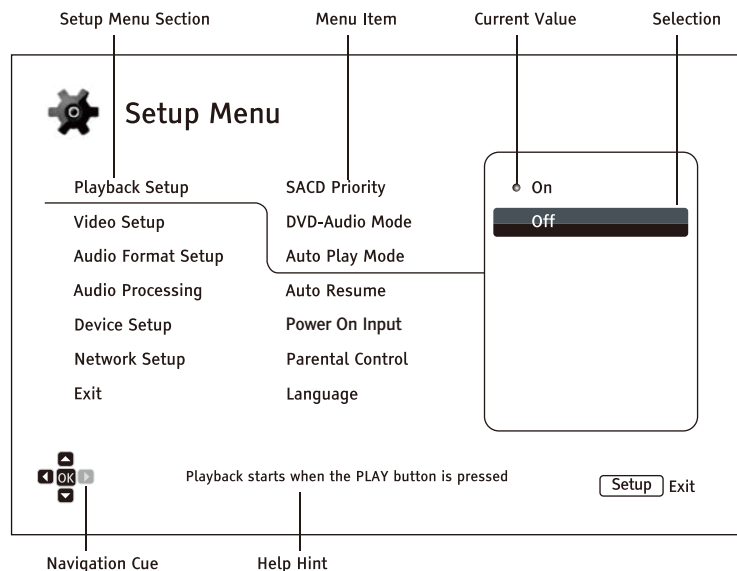 Setup Menu Section Menu Item Current Value Selection
Setup Menu
Playback Setup SACD Priority On
Video Setup DVD-Audio Mode Off
Audio Format Setup Auto Play Mode
Audio Processing Auto Resume
Device Setup Power On Input
Network Setup Parental Control
Exit Language
OK Playback starts when the PLAY button is pressed Setup Exit
Navigation Cue Help Hint